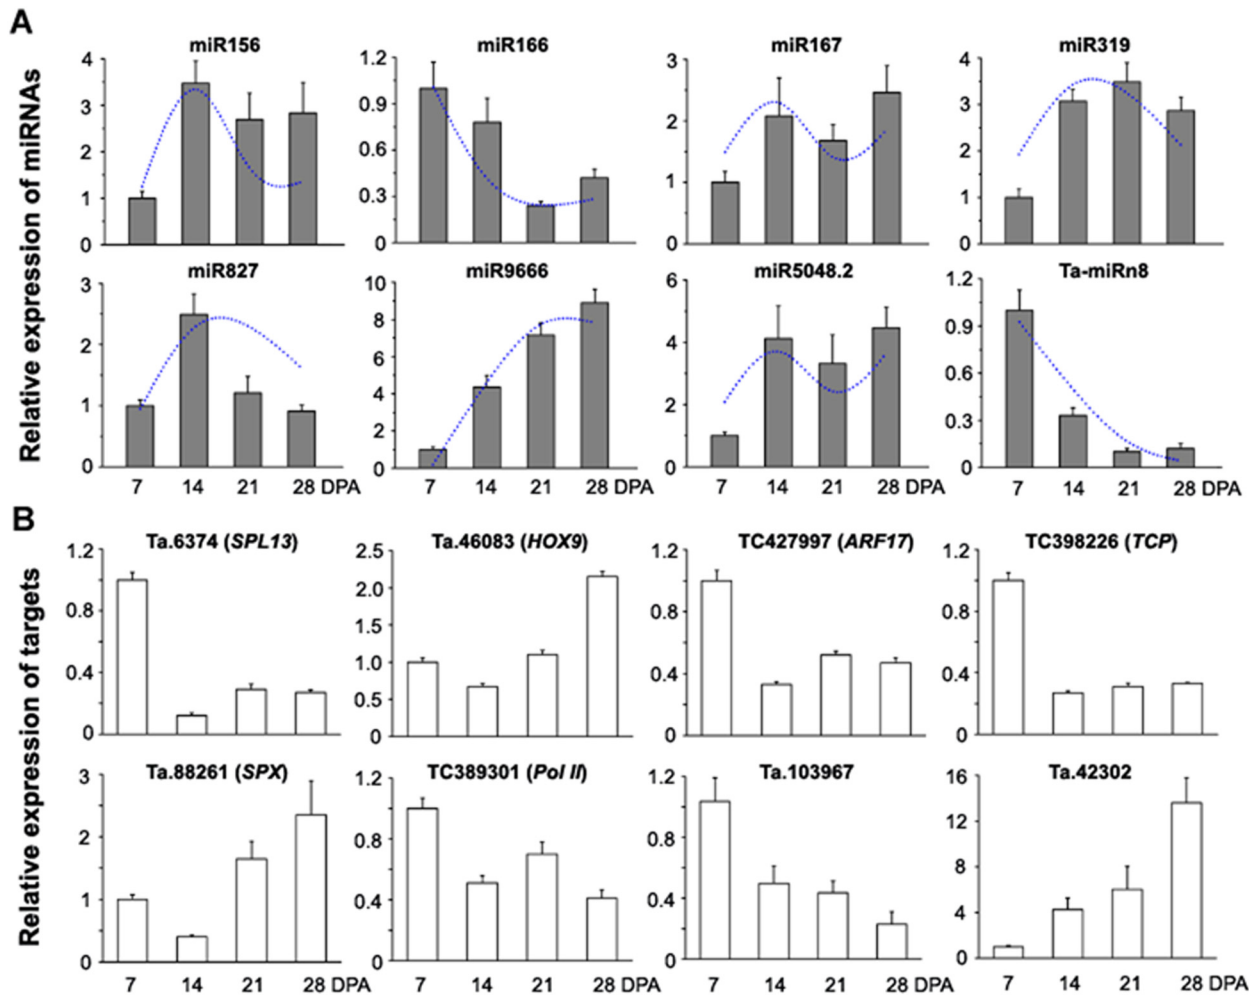 A
Relative expression of miRNAs
miR156
4
3
2
1
0
miR166
1.2
0.9
0.6
0.3
0
miR167
3
2
1
0
miR319
4
3
2
1
0
miR827
3
2
1
0
7 14 21 28 DPA
miR9666
10
8
6
4
2
0
7 14 21 28 DPA
miR5048.2
6
4
2
0
7 14 21 28 DPA
Ta-miRn8
1.2
0.9
0.6
0.3
0
7 14 21 28 DPA
B
Relative expression of targets
Ta.6374 (SPL13)
1.2
0.8
0.4
0
Ta.46083 (HOX9)
2.5
2.0
1.5
1.0
0.5
0
TC427997 (ARF17)
1.2
0.8
0.4
0
TC398226 (TCP)
1.2
0.8
0.4
0
Ta.88261 (SPX)
3
2
1
0
7 14 21 28 DPA
TC389301 (Pol II)
1.2
0.8
0.4
0
7 14 21 28 DPA
Ta.103967
1.2
0.8
0.4
0
7 14 21 28 DPA
Ta.42302
16
12
8
4
0
7 14 21 28 DPA